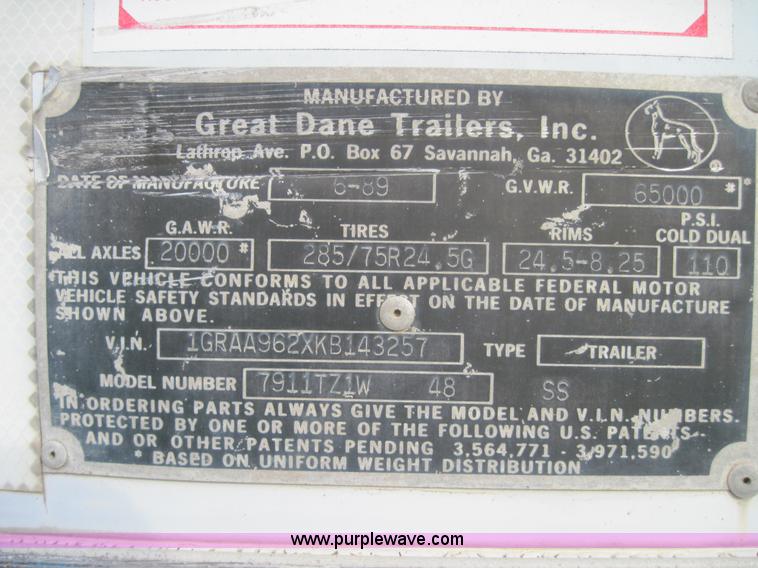 MANUFACTURED BY
Great Dane Trailers, Inc.
Lathrop Ave. P.O. Box 67 Savannah, Ga. 31402
DATE OF MANUFACTURE 6-89 G.V.W.R. 65000 #*
G.A.W.R. TIRES RIMS P.S.I. COLD DUAL
ALL AXLES 20000 # 285/75R24.5G 24.5-8.25 110
THIS VEHICLE CONFORMS TO ALL APPLICABLE FEDERAL MOTOR
VEHICLE SAFETY STANDARDS IN EFFECT ON THE DATE OF MANUFACTURE
SHOWN ABOVE.
V.I.N. 1GRAA962XKB143257 TYPE TRAILER
MODEL NUMBER 7911TZ1W 48 SS
IN ORDERING PARTS ALWAYS GIVE THE MODEL AND V.I.N. NUMBERS.
PROTECTED BY ONE OR MORE OF THE FOLLOWING U.S. PATENTS
AND OR OTHER PATENTS PENDING 3,564,771 - 3,971,590
* BASED ON UNIFORM WEIGHT DISTRIBUTION
www.purplewave.com